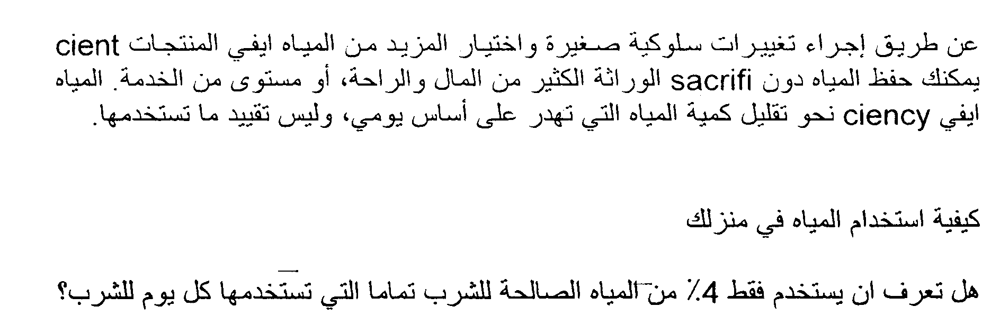 عن طريق إجراء تغييرات سلوكية صغيرة واختيار المزيد من المياه ايفي المنتجات cient
يمكنك حفظ المياه دون sacrifi الوراثة الكثير من المال والراحة، أو مستوى من الخدمة. المياه
ايفي ciency نحو تقليل كمية المياه التي تهدر على أساس يومي، وليس تقييد ما تستخدمها.
كيفية استخدام المياه في منزلك
هل تعرف ان يستخدم فقط 4٪ من المياه الصالحة للشرب تماما التي تستخدمها كل يوم للشرب؟